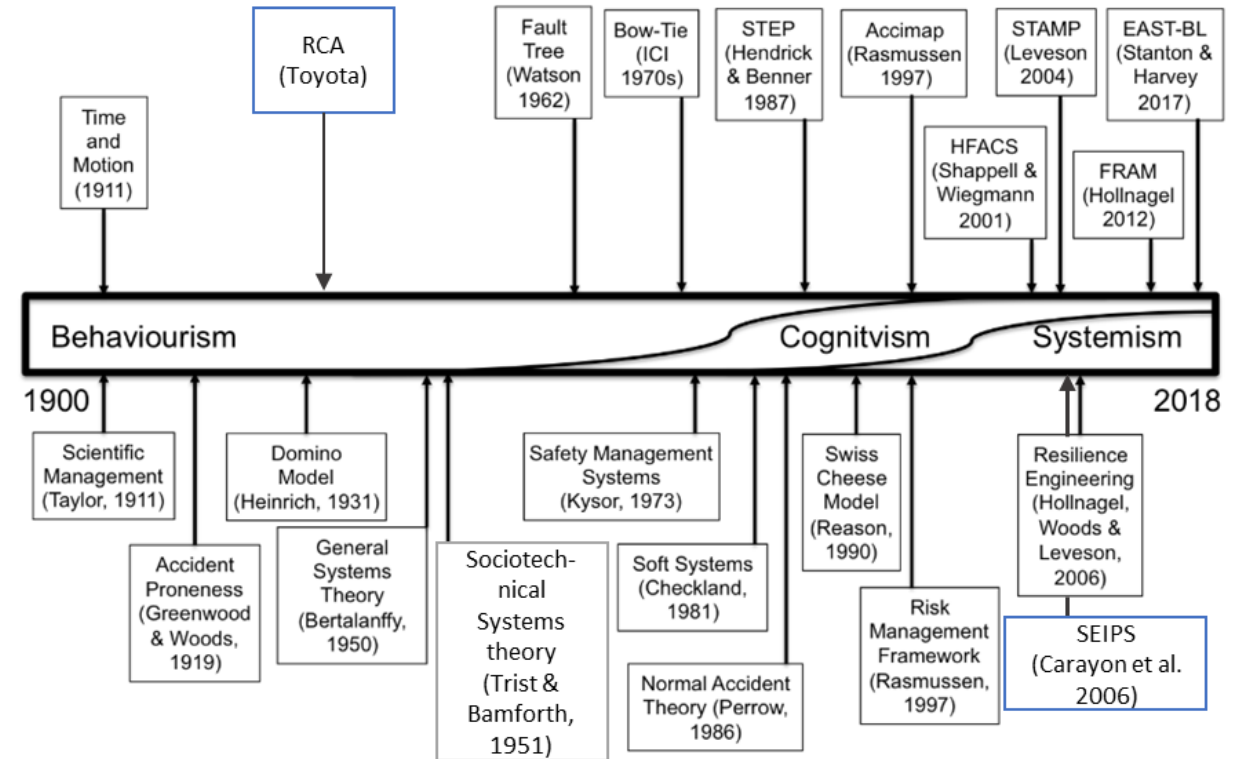 Time
and
Motion
(1911)
RCA
(Toyota)
Fault
Tree
(Watson
1962)
Bow-Tie
(ICI
1970s)
STEP
(Hendrick
& Benner
1987)
Accimap
(Rasmussen
1997)
HFACS
(Shappell &
Wiegmann
2001)
STAMP
(Leveson
2004)
FRAM
(Hollnagel
2012)
EAST-BL
(Stanton &
Harvey
2017)
Behaviourism
Cognitvism
Systemism
1900
2018
Scientific
Management
(Taylor, 1911)
Accident
Proneness
(Greenwood
& Woods,
1919)
Domino
Model
(Heinrich, 1931)
General
Systems
Theory
(Bertalanffy,
1950)
Sociotech-
nical
Systems
theory
(Trist &
Bamforth,
1951)
Safety Management
Systems
(Kysor, 1973)
Soft Systems
(Checkland,
1981)
Normal Accident
Theory (Perrow,
1986)
Swiss
Cheese
Model
(Reason,
1990)
Risk
Management
Framework
(Rasmussen,
1997)
Resilience
Engineering
(Hollnagel,
Woods &
Leveson,
2006)
SEIPS
(Carayon et al.
2006)